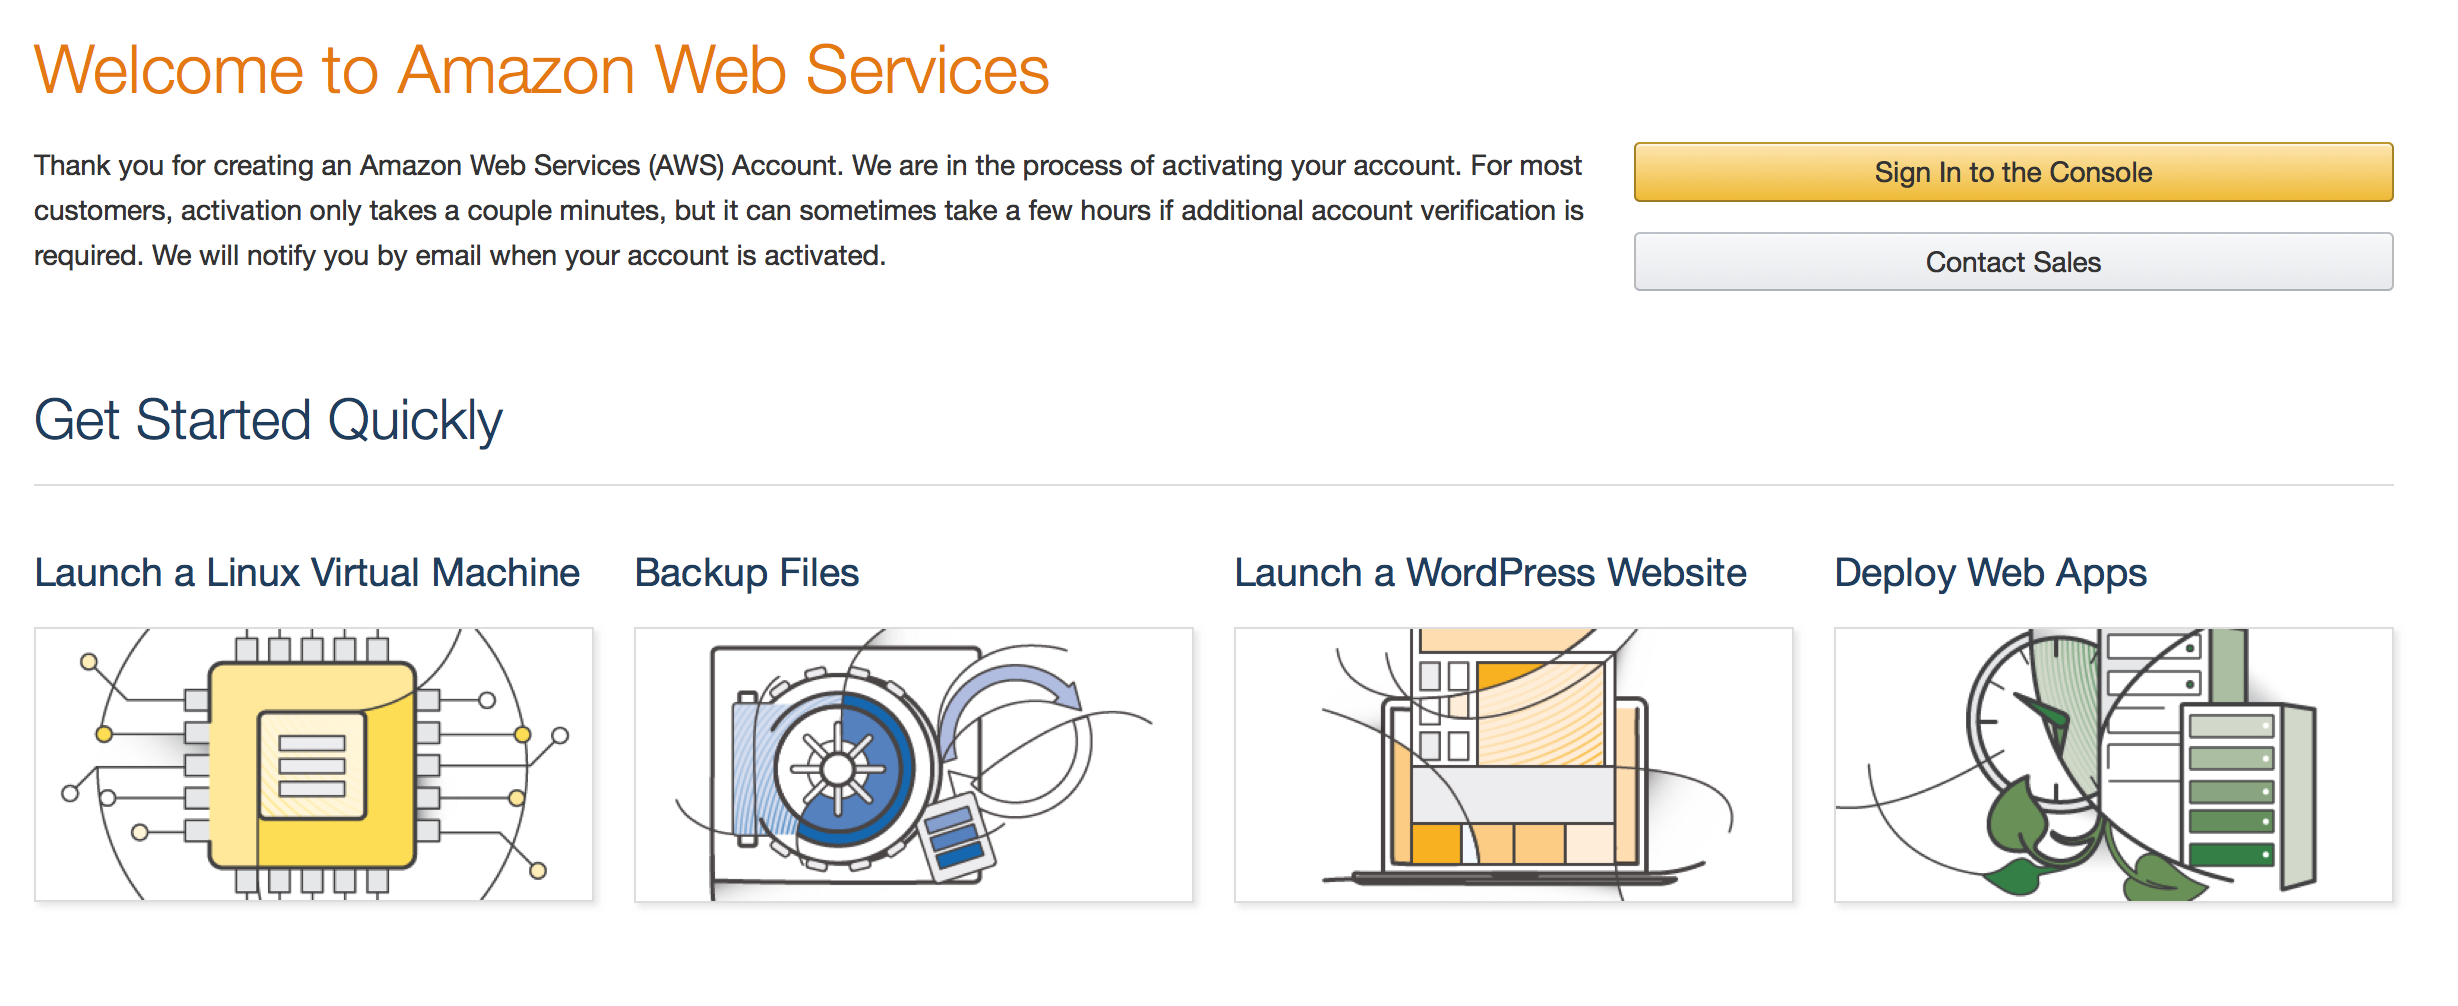 Welcome to Amazon Web Services
Thank you for creating an Amazon Web Services (AWS) Account. We are in the process of activating your account. For most
customers, activation only takes a couple minutes, but it can sometimes take a few hours if additional account verification is
required. We will notify you by email when your account is activated.
Sign In to the Console
Contact Sales
Get Started Quickly
Launch a Linux Virtual Machine
Backup Files
Launch a WordPress Website
Deploy Web Apps